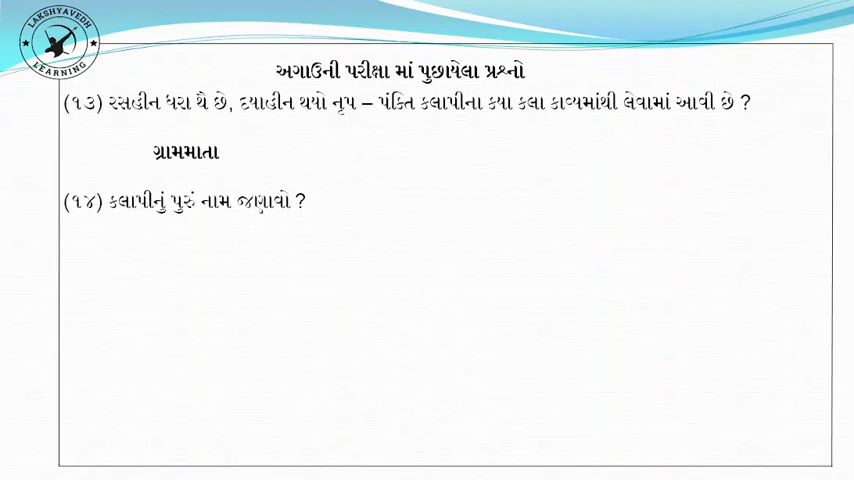 LAKSHYAVEDH
LEARNING
અગાઉની પરીક્ષા માં પુછાયેલા પ્રશ્નો
(૧૩) રસહીન ધરા થૈ છે, દયાહીન થયો નૃપ – પંક્તિ કલાપીના કયા કલા કાવ્યમાંથી લેવામાં આવી છે ?
ગ્રામમાતા
(૧૪) કલાપીનું પુરું નામ જણાવો ?